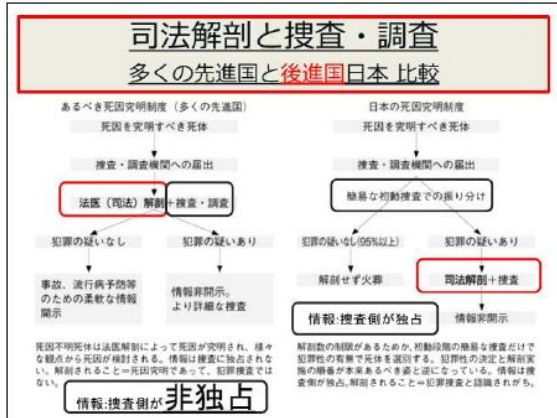 司法解剖と捜査・調査
多くの先進国と後進国日本 比較
あるべき死因究明制度（多くの先進国）
死因を究明すべき死体
捜査・調査機関への届出
法医（司法）解剖＋捜査・調査
犯罪の疑いなし
犯罪の疑いあり
事故、流行病予防等
のための柔軟な情報
開示
情報非開示。
より詳細な捜査
死因不明死体は法医解剖によって死因が究明され、様々
な観点から死因が検討される。情報は捜査に独占されな
い。解剖されること＝死因究明であって、犯罪捜査では
ない。
情報:捜査側が非独占
日本の死因究明制度
死因を究明すべき死体
捜査・調査機関への届出
簡易な初動捜査での振り分け
犯罪の疑いなし(95%以上)
犯罪の疑いあり
解剖せず火葬
司法解剖＋捜査
情報:捜査側が独占
情報非開示
解剖数の制限があるためか、初動段階の簡易な捜査だけで
犯罪性の有無で死体を選別する。犯罪性の決定と解剖実
施の順番が本来あるべき姿と逆になっている。情報は捜
査側が独占。解剖されること＝犯罪捜査と認識されがち。